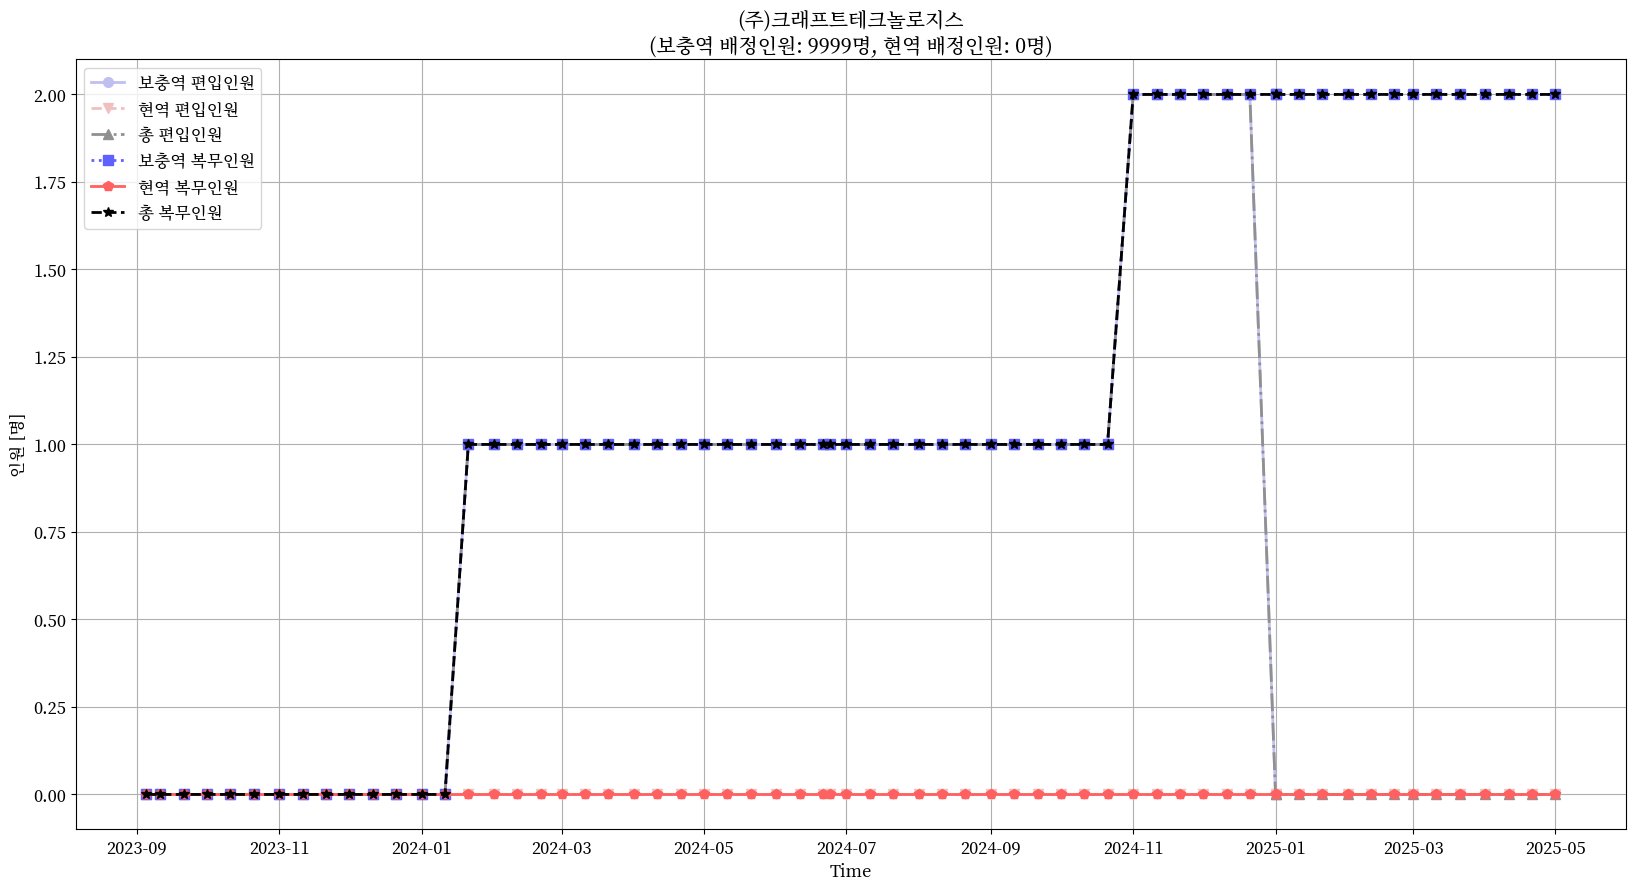 (주)크래프트테크놀로지스
(보충역 배정인원: 9999명, 현역 배정인원: 0명)
보충역 편입인원
현역 편입인원
총 편입인원
보충역 복무인원
현역 복무인원
총 복무인원
인원 [명]
2.00
1.75
1.50
1.25
1.00
0.75
0.50
0.25
0.00
2023-09 2023-11 2024-01 2024-03 2024-05 2024-07 2024-09 2024-11 2025-01 2025-03 2025-05
Time